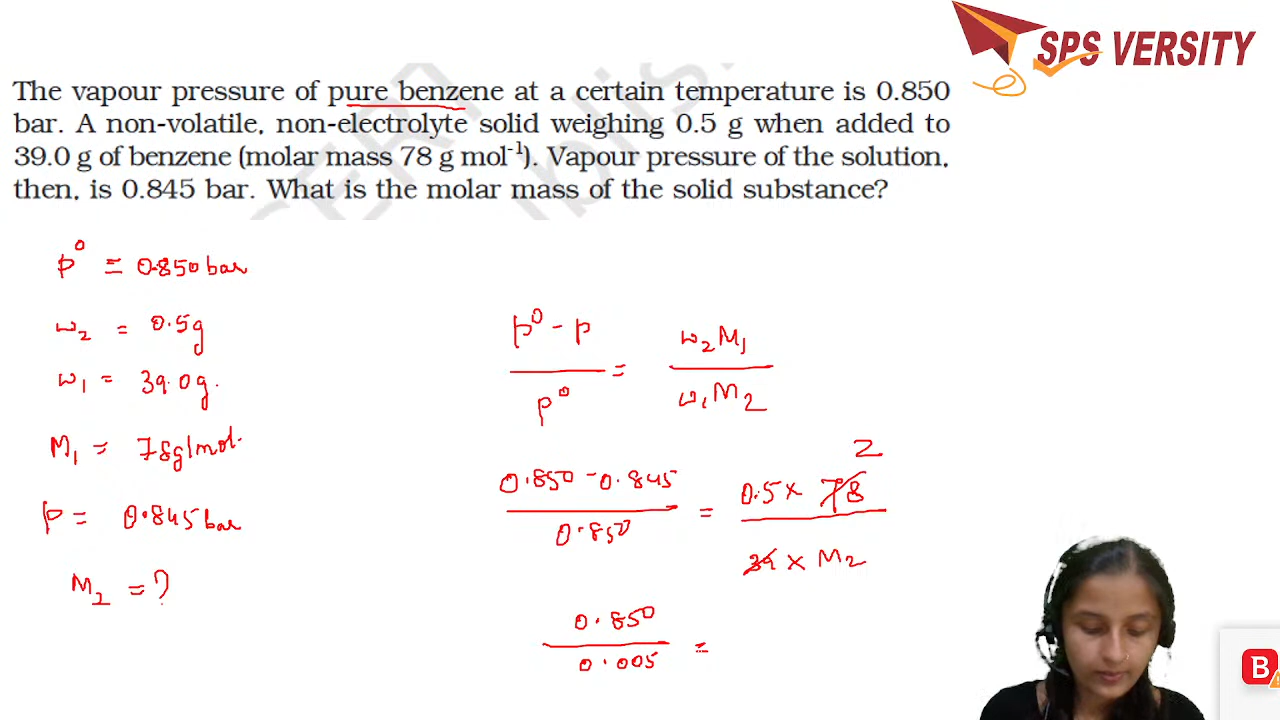 SPS VERSITY
The vapour pressure of pure benzene at a certain temperature is 0.850
bar. A non-volatile, non-electrolyte solid weighing 0.5 g when added to
39.0 g of benzene (molar mass 78 g mol⁻¹). Vapour pressure of the solution,
then, is 0.845 bar. What is the molar mass of the solid substance?
p⁰ = 0.850 bar
w₂ = 0.5g
w₁ = 39.0g.
M₁ = 78g/mol.
p = 0.845 bar
M₂ = ?
p⁰ - p
p⁰
=
w₂M₁
w₁M₂
2
0.850 - 0.845
0.850
=
0.5 × 78
39 × M₂
0.850
0.005
=
B